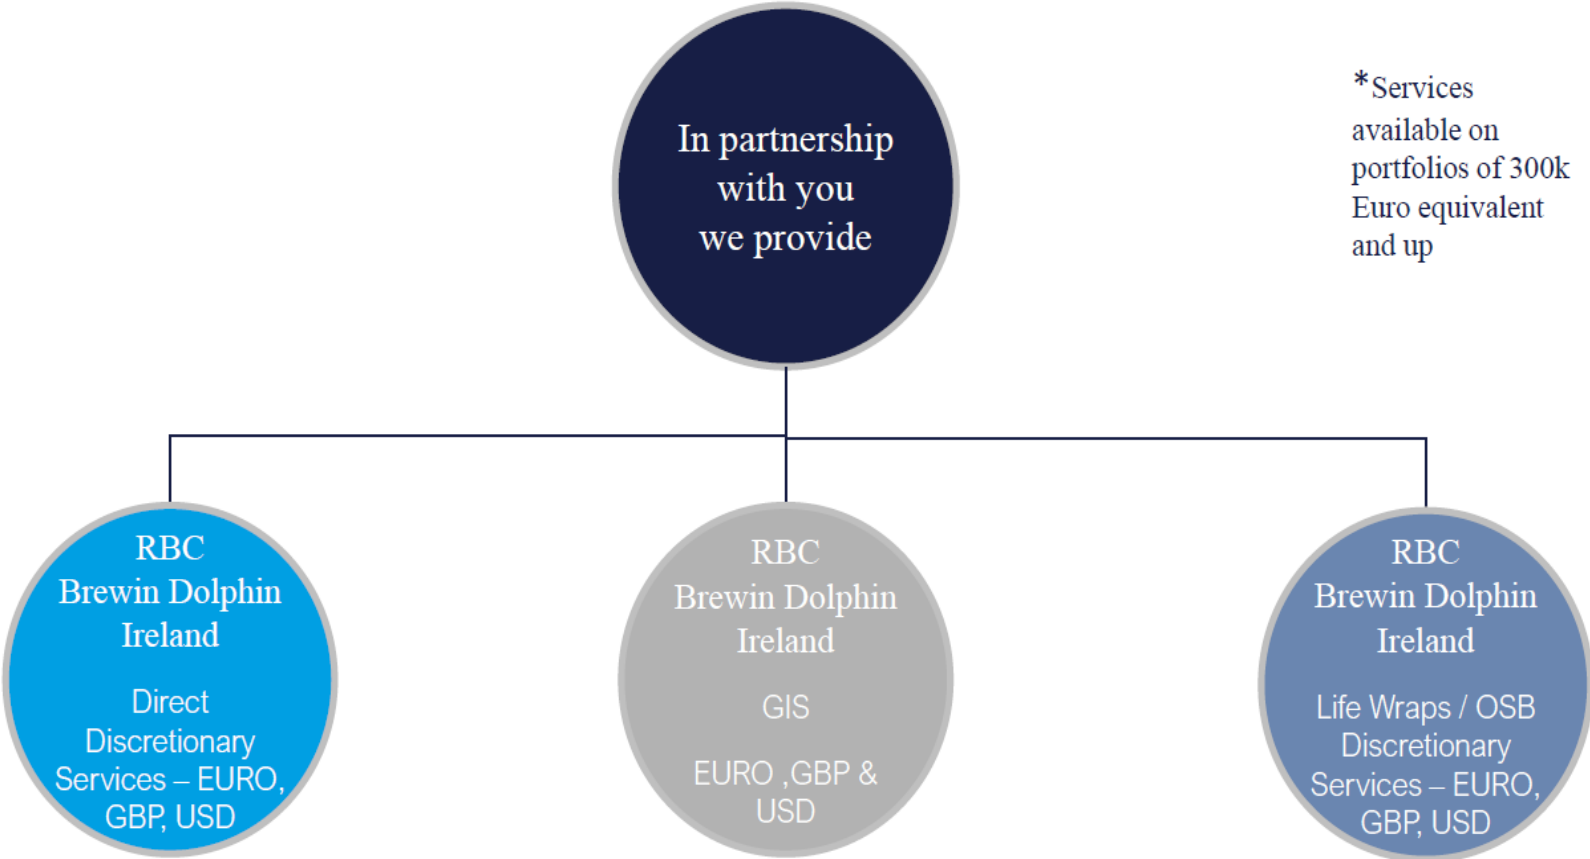 In partnership
with you
we provide
*Services
available on
portfolios of 300k
Euro equivalent
and up
RBC
Brewin Dolphin
Ireland
Direct
Discretionary
Services – EURO,
GBP, USD
RBC
Brewin Dolphin
Ireland
GIS
EURO ,GBP &
USD
RBC
Brewin Dolphin
Ireland
Life Wraps / OSB
Discretionary
Services – EURO,
GBP, USD